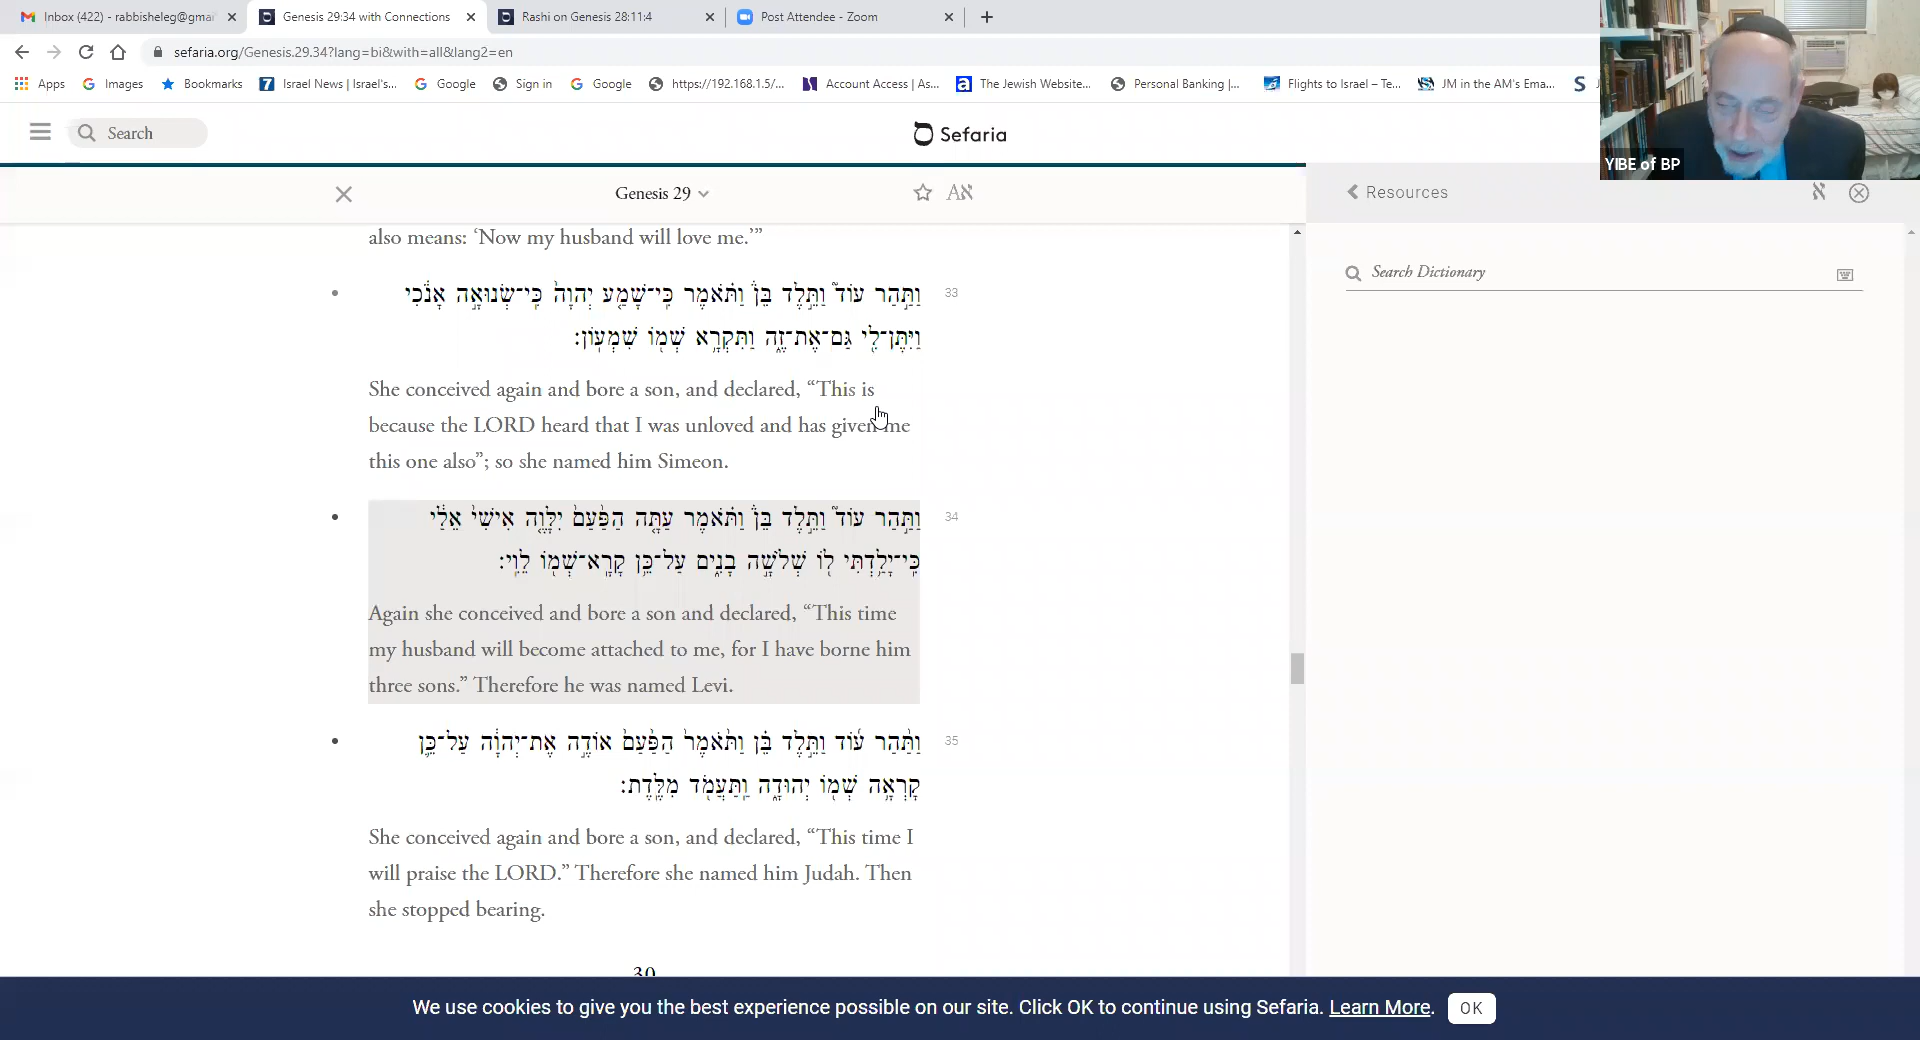 Inbox (422) - rabbisheleg@gmai
Genesis 29:34 with Connections
Rashi on Genesis 28:11:4
Post Attendee - Zoom
sefaria.org/Genesis.29.34?lang=bi&with=all&lang2=en
Apps
Images
Bookmarks
Israel News | Israel's...
Google
Sign in
Google
https://192.168.1.5/...
Account Access | As...
The Jewish Website...
Personal Banking |...
Flights to Israel – Te...
JM in the AM's Ema...
YIBE of BP
Search
Sefaria
Genesis 29
Resources
Search Dictionary
also means: ‘Now my husband will love me.’”
33
וַתַּ֣הַר עוֹד֮ וַתֵּ֣לֶד בֵּן֒ וַתֹּ֗אמֶר כִּֽי־שָׁמַ֤ע יְהוָה֙ כִּֽי־שְׂנוּאָ֣ה אָנֹ֔כִי
וַיִּתֶּן־לִ֖י גַּם־אֶת־זֶ֑ה וַתִּקְרָ֥א שְׁמ֖וֹ שִׁמְעֽוֹן׃
She conceived again and bore a son, and declared, “This is
because the LORD heard that I was unloved and has given me
this one also”; so she named him Simeon.
34
וַתַּ֣הַר עוֹד֮ וַתֵּ֣לֶד בֵּן֒ וַתֹּ֗אמֶר עַתָּ֤ה הַפַּ֙עַם֙ יִלָּוֶ֤ה אִישִׁי֙ אֵלַ֔י
כִּֽי־יָלַ֥דְתִּי ל֖וֹ שְׁלֹשָׁ֣ה בָנִ֑ים עַל־כֵּ֥ן קָרָֽא־שְׁמ֖וֹ לֵוִֽי׃
Again she conceived and bore a son and declared, “This time
my husband will become attached to me, for I have borne him
three sons.” Therefore he was named Levi.
35
וַתַּ֨הַר ע֜וֹד וַתֵּ֣לֶד בֵּ֗ן וַתֹּ֙אמֶר֙ הַפַּ֙עַם֙ אוֹדֶ֣ה אֶת־יְהוָ֔ה עַל־כֵּ֛ן
קָרְאָ֥ה שְׁמ֖וֹ יְהוּדָ֑ה וַֽתַּעֲמֹ֖ד מִלֶּֽדֶת׃
She conceived again and bore a son, and declared, “This time I
will praise the LORD.” Therefore she named him Judah. Then
she stopped bearing.
30
We use cookies to give you the best experience possible on our site. Click OK to continue using Sefaria. Learn More.
OK